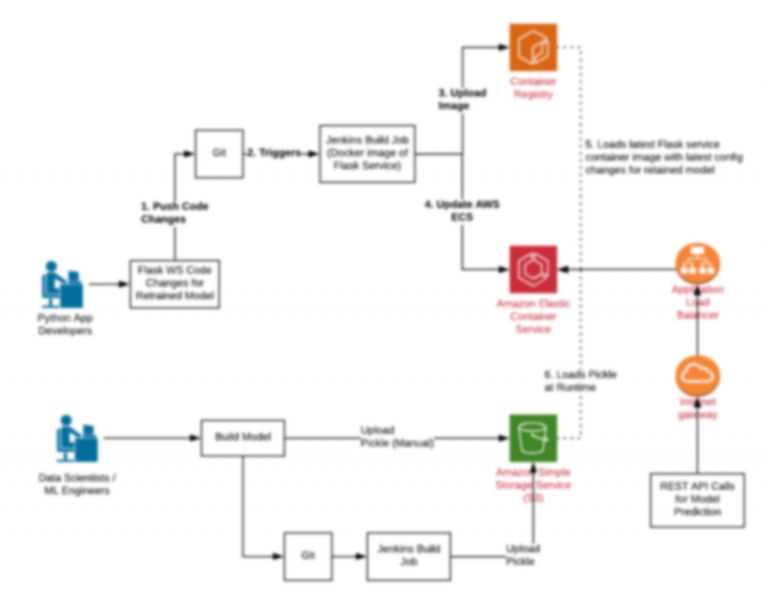 Container
Registry
3. Upload
Image
Git
2. Triggers
Jenkins Build Job
(Docker image of
Flask Service)
5. Loads latest Flask service
container image with latest config
changes for retained model
1. Push Code
Changes
4. Update AWS
ECS
Flask WS Code
Changes for
Retrained Model
Python App
Developers
Amazon Elastic
Container
Service
Application
Load
Balancer
6. Loads Pickle
at Runtime
Internet
gateway
Build Model
Upload
Pickle (Manual)
Data Scientists /
ML Engineers
Amazon Simple
Storage Service
(S3)
REST API Calls
for Model
Prediction
Git
Jenkins Build
Job
Upload
Pickle